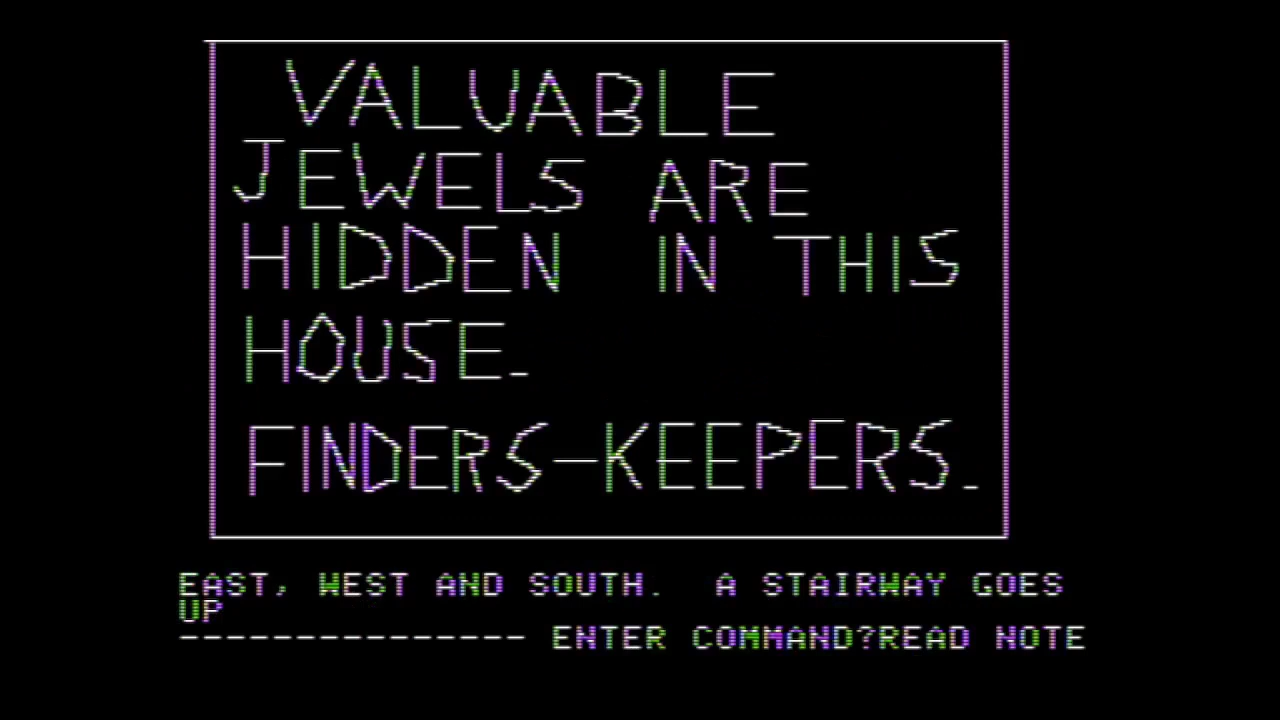 VALUABLE
JEWELS ARE
HIDDEN IN THIS
HOUSE.
FINDERS-KEEPERS.
EAST, WEST AND SOUTH. A STAIRWAY GOES
UP
--------------- ENTER COMMAND?READ NOTE